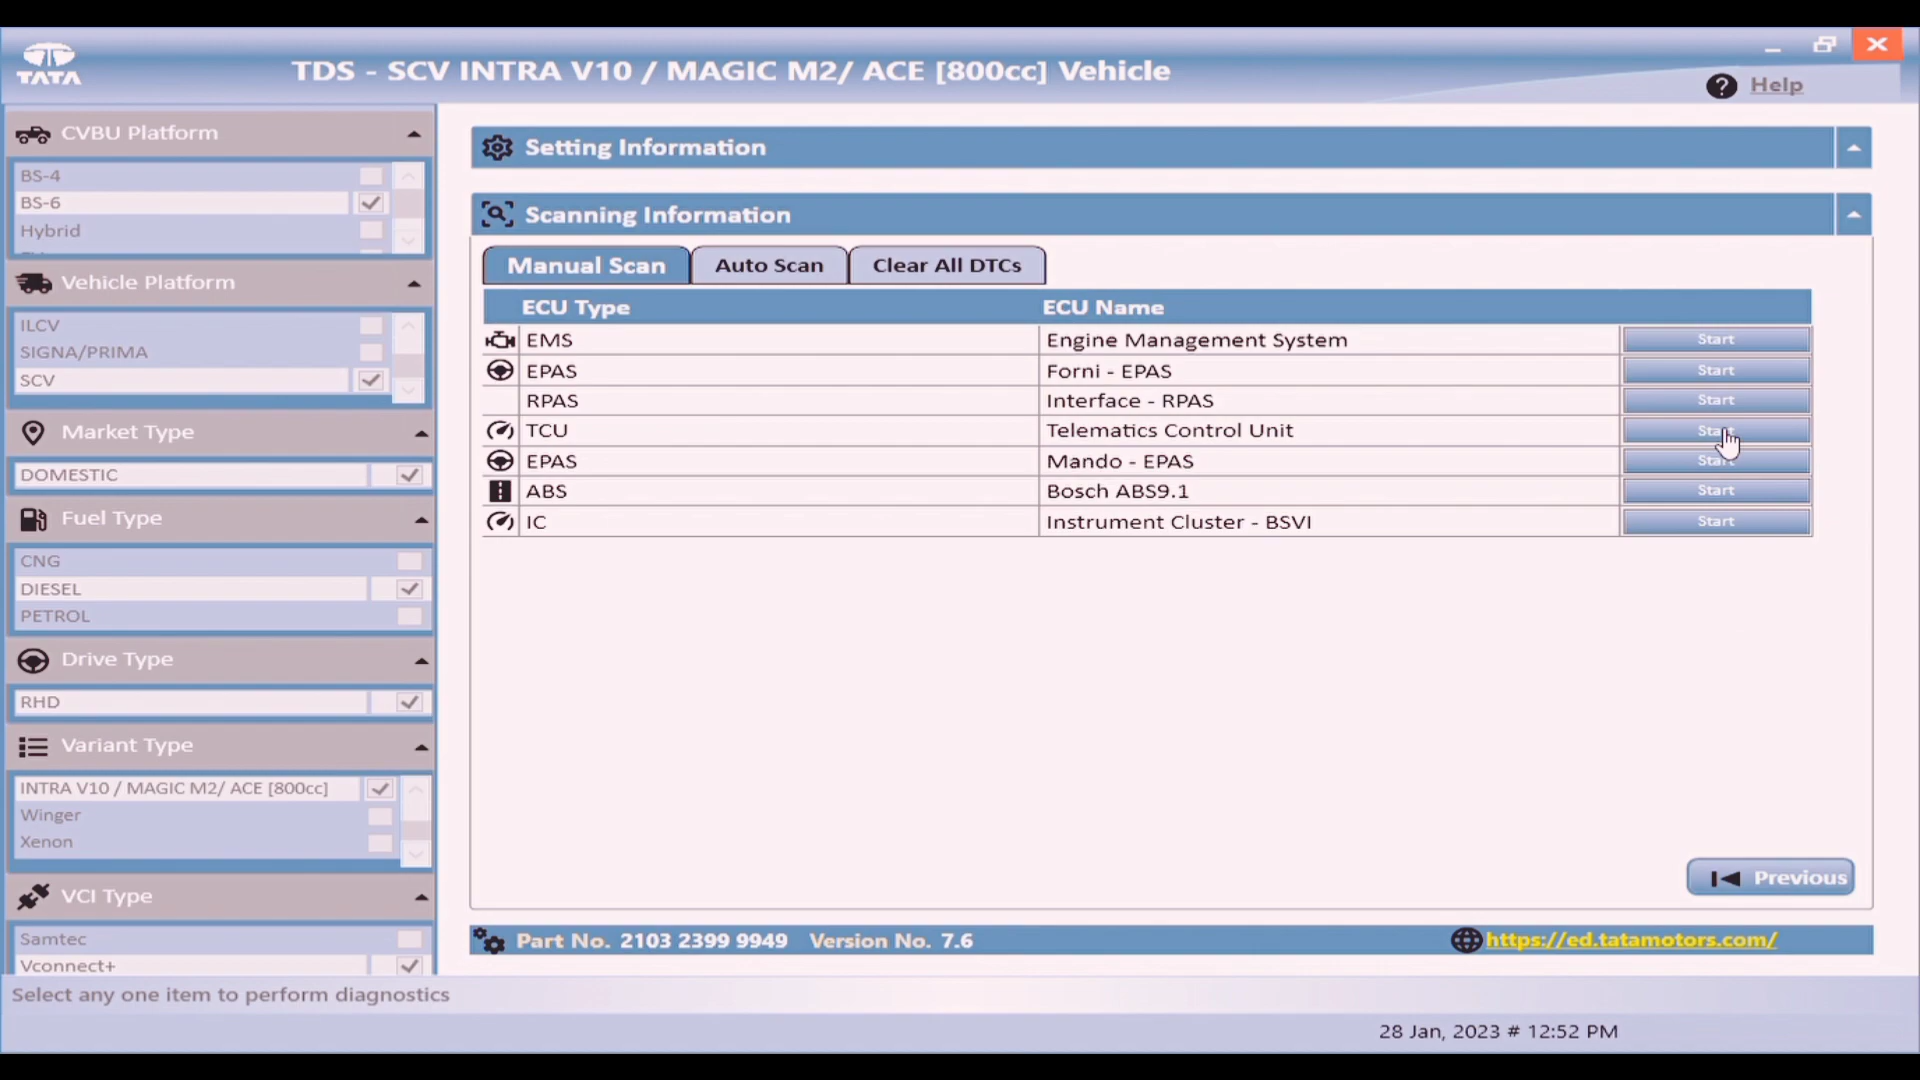 TATA
TDS - SCV INTRA V10 / MAGIC M2/ ACE [800cc] Vehicle
? Help
CVBU Platform
BS-4
BS-6
Hybrid
Vehicle Platform
ILCV
SIGNA/PRIMA
SCV
Market Type
DOMESTIC
Fuel Type
CNG
DIESEL
PETROL
Drive Type
RHD
Variant Type
INTRA V10 / MAGIC M2/ ACE [800cc]
Winger
Xenon
VCI Type
Samtec
Vconnect+
Setting Information
Scanning Information
Manual Scan Auto Scan Clear All DTCs
ECU Type ECU Name
EMS Engine Management System Start
EPAS Forni - EPAS Start
RPAS Interface - RPAS Start
TCU Telematics Control Unit Start
EPAS Mando - EPAS Start
ABS Bosch ABS9.1 Start
IC Instrument Cluster - BSVI Start
Previous
Part No. 2103 2399 9949 Version No. 7.6 https://ed.tatamotors.com/
Select any one item to perform diagnostics
28 Jan, 2023 # 12:52 PM